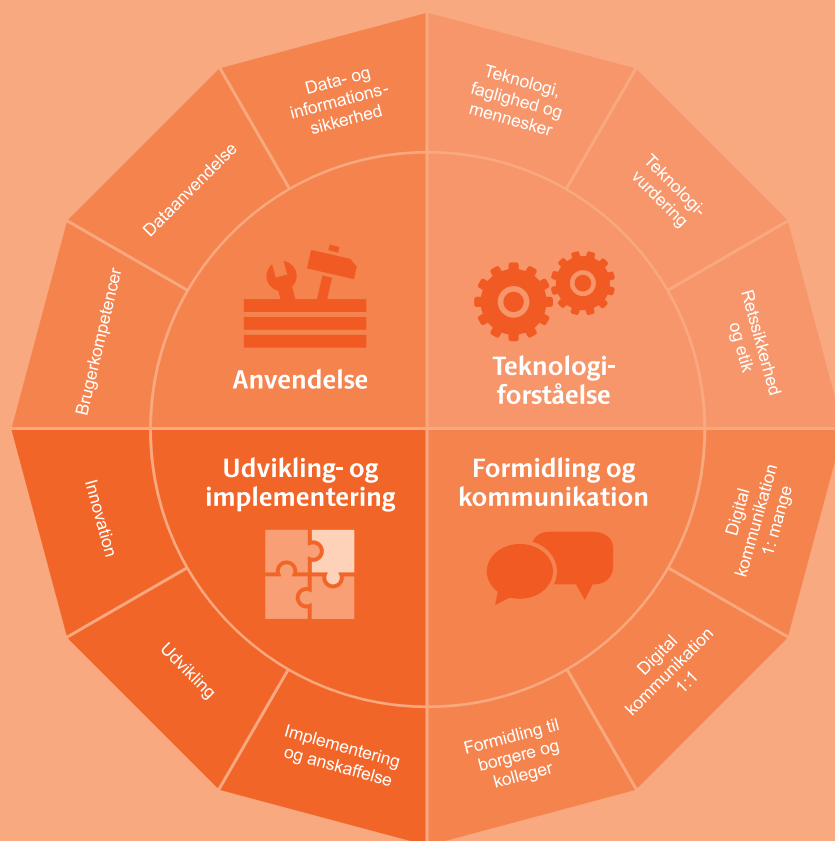 Data- og
informations-
sikkerhed
Teknologi,
faglighed og
mennesker
Dataanvendelse
Teknologi-
vurdering
Brugerkompetencer
Retssikkerhed
og etik
Anvendelse
Teknologi-
forståelse
Udvikling- og
implementering
Formidling og
kommunikation
Innovation
Digital
kommunikation
1: mange
Udvikling
Digital
kommunikation
1:1
Implementering
og anskaffelse
Formidling til
borgere og
kolleger